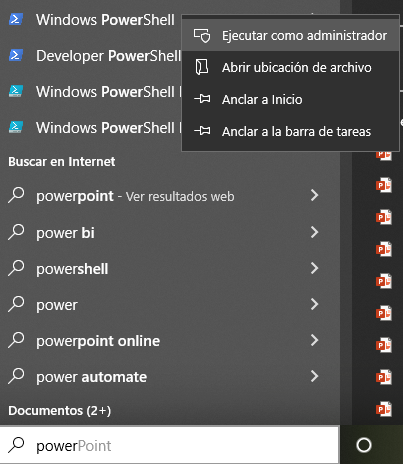 Windows PowerShell
Ejecutar como administrador
Developer PowerShell
Abrir ubicación de archivo
Windows PowerShell
Anclar a Inicio
Windows PowerShell
Anclar a la barra de tareas
Buscar en Internet
powerpoint - Ver resultados web
power bi
powershell
power
powerpoint online
power automate
Documentos (2+)
powerPoint